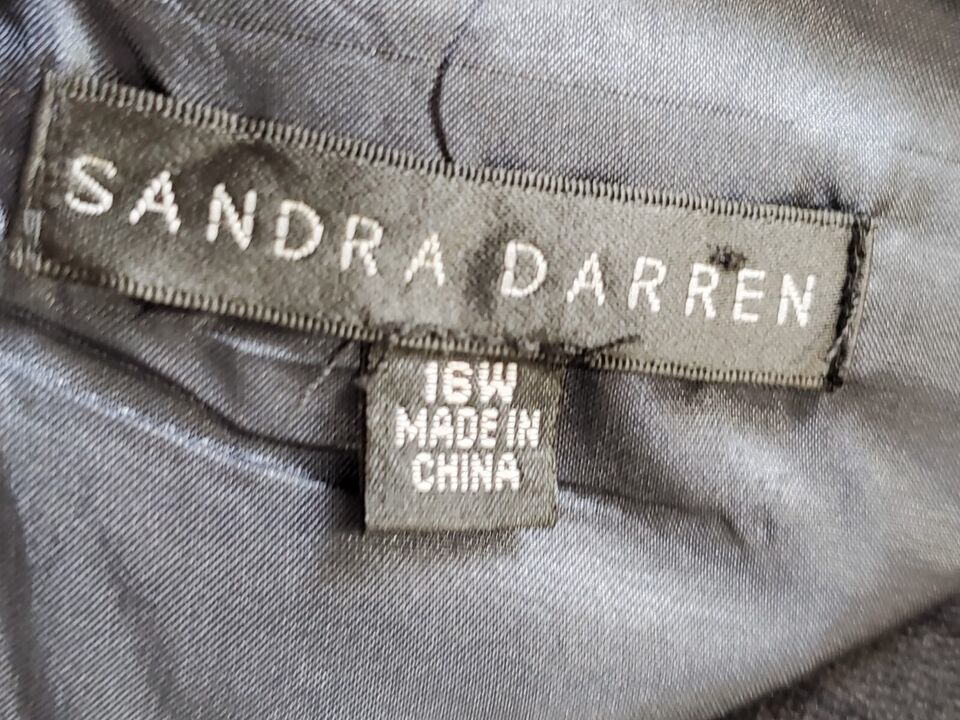 SANDRA DARREN
16W
MADE IN
CHINA